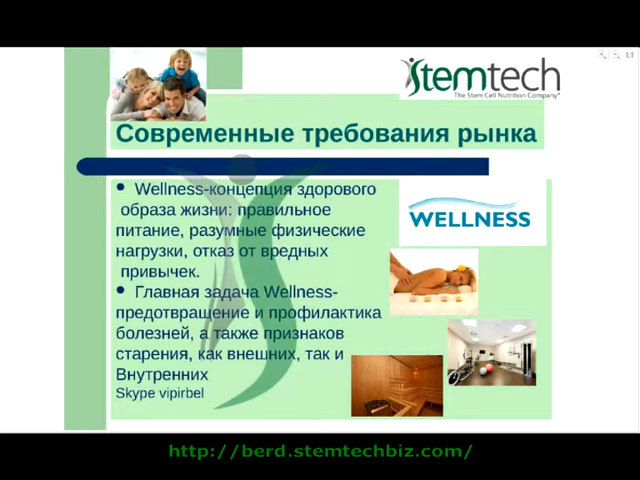 Stemtech
The Stem Cell Nutrition Company
Современные требования рынка
Wellness-концепция здорового
образа жизни: правильное
питание, разумные физические
нагрузки, отказ от вредных
привычек.
Главная задача Wellness-
предотвращение и профилактика
болезней, а также признаков
старения, как внешних, так и
Внутренних
Skype vipirbel
WELLNESS
http://berd.stemtechbiz.com/